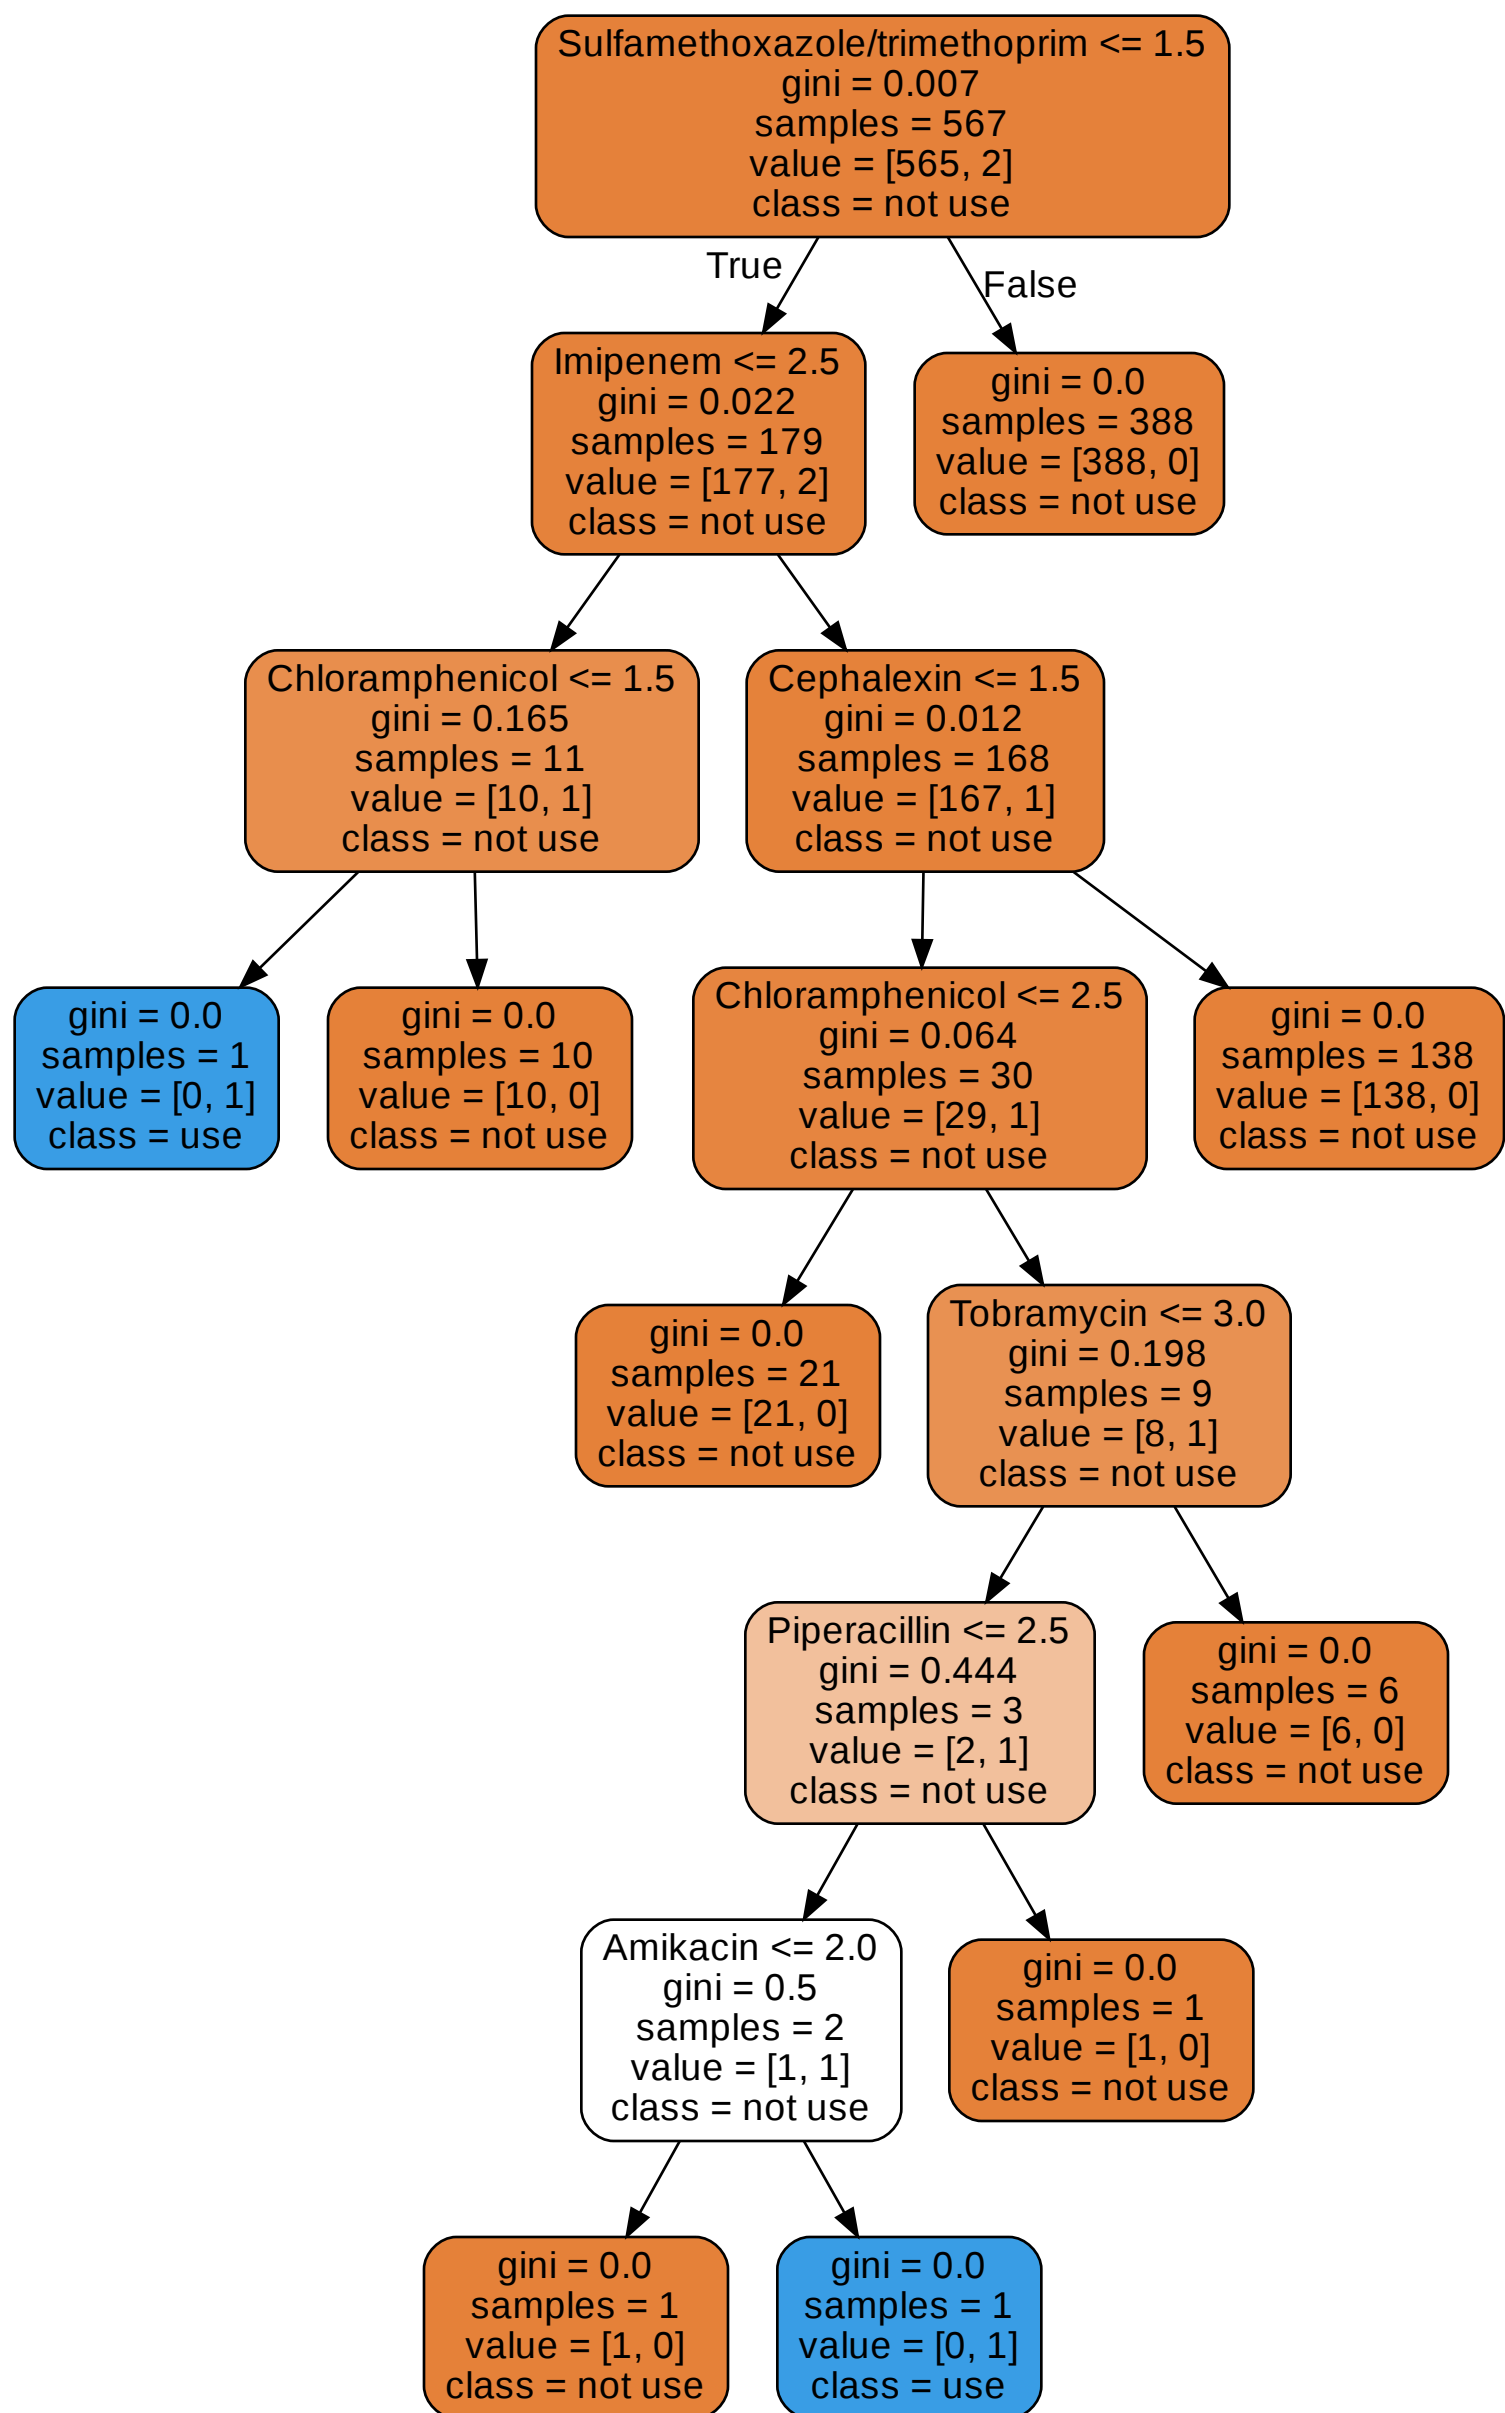 Sulfamethoxazole/trimethoprim <= 1.5
gini = 0.007
samples = 567
value = [565, 2]
class = not use
True
False
Imipenem <= 2.5
gini = 0.022
samples = 179
value = [177, 2]
class = not use
gini = 0.0
samples = 388
value = [388, 0]
class = not use
Chloramphenicol <= 1.5
gini = 0.165
samples = 11
value = [10, 1]
class = not use
Cephalexin <= 1.5
gini = 0.012
samples = 168
value = [167, 1]
class = not use
gini = 0.0
samples = 1
value = [0, 1]
class = use
gini = 0.0
samples = 10
value = [10, 0]
class = not use
Chloramphenicol <= 2.5
gini = 0.064
samples = 30
value = [29, 1]
class = not use
gini = 0.0
samples = 138
value = [138, 0]
class = not use
gini = 0.0
samples = 21
value = [21, 0]
class = not use
Tobramycin <= 3.0
gini = 0.198
samples = 9
value = [8, 1]
class = not use
Piperacillin <= 2.5
gini = 0.444
samples = 3
value = [2, 1]
class = not use
gini = 0.0
samples = 6
value = [6, 0]
class = not use
Amikacin <= 2.0
gini = 0.5
samples = 2
value = [1, 1]
class = not use
gini = 0.0
samples = 1
value = [1, 0]
class = not use
gini = 0.0
samples = 1
value = [1, 0]
class = not use
gini = 0.0
samples = 1
value = [0, 1]
class = use